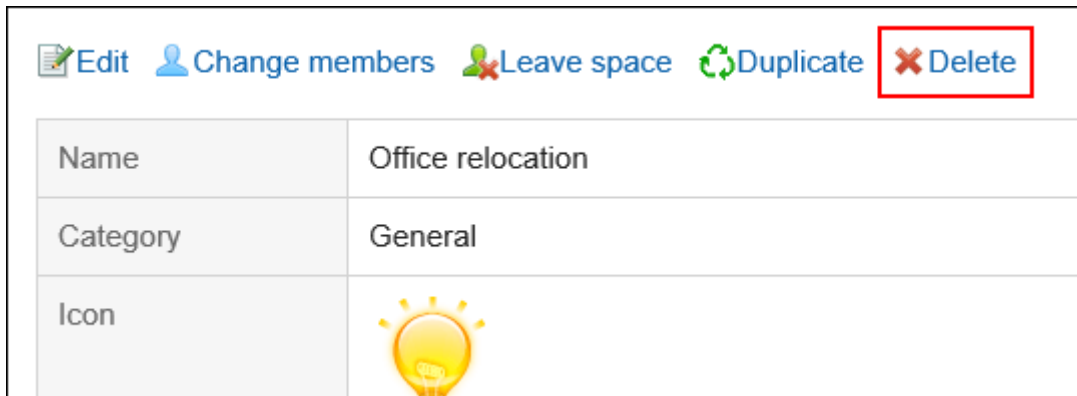 Edit Change members Leave space Duplicate Delete
Name Office relocation
Category General
Icon